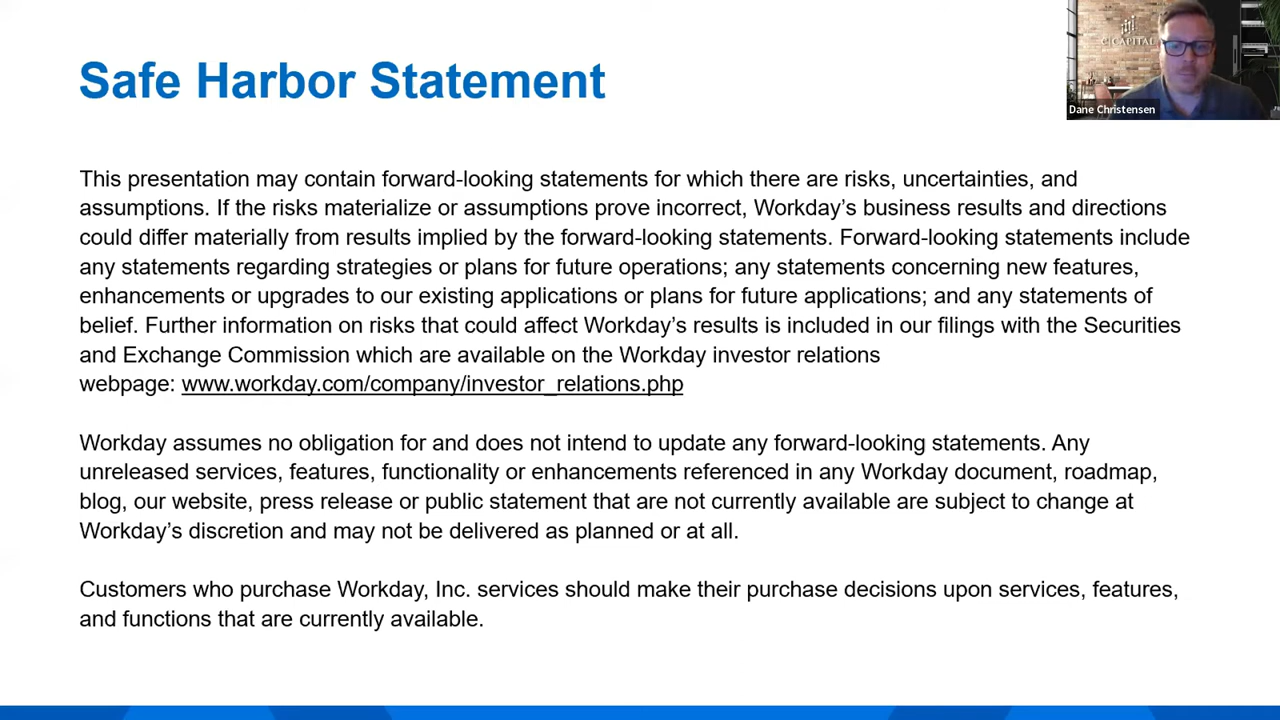 Safe Harbor Statement
CAPITAL
Dane Christensen
This presentation may contain forward-looking statements for which there are risks, uncertainties, and
assumptions. If the risks materialize or assumptions prove incorrect, Workday’s business results and directions
could differ materially from results implied by the forward-looking statements. Forward-looking statements include
any statements regarding strategies or plans for future operations; any statements concerning new features,
enhancements or upgrades to our existing applications or plans for future applications; and any statements of
belief. Further information on risks that could affect Workday’s results is included in our filings with the Securities
and Exchange Commission which are available on the Workday investor relations
webpage: www.workday.com/company/investor_relations.php
Workday assumes no obligation for and does not intend to update any forward-looking statements. Any
unreleased services, features, functionality or enhancements referenced in any Workday document, roadmap,
blog, our website, press release or public statement that are not currently available are subject to change at
Workday’s discretion and may not be delivered as planned or at all.
Customers who purchase Workday, Inc. services should make their purchase decisions upon services, features,
and functions that are currently available.